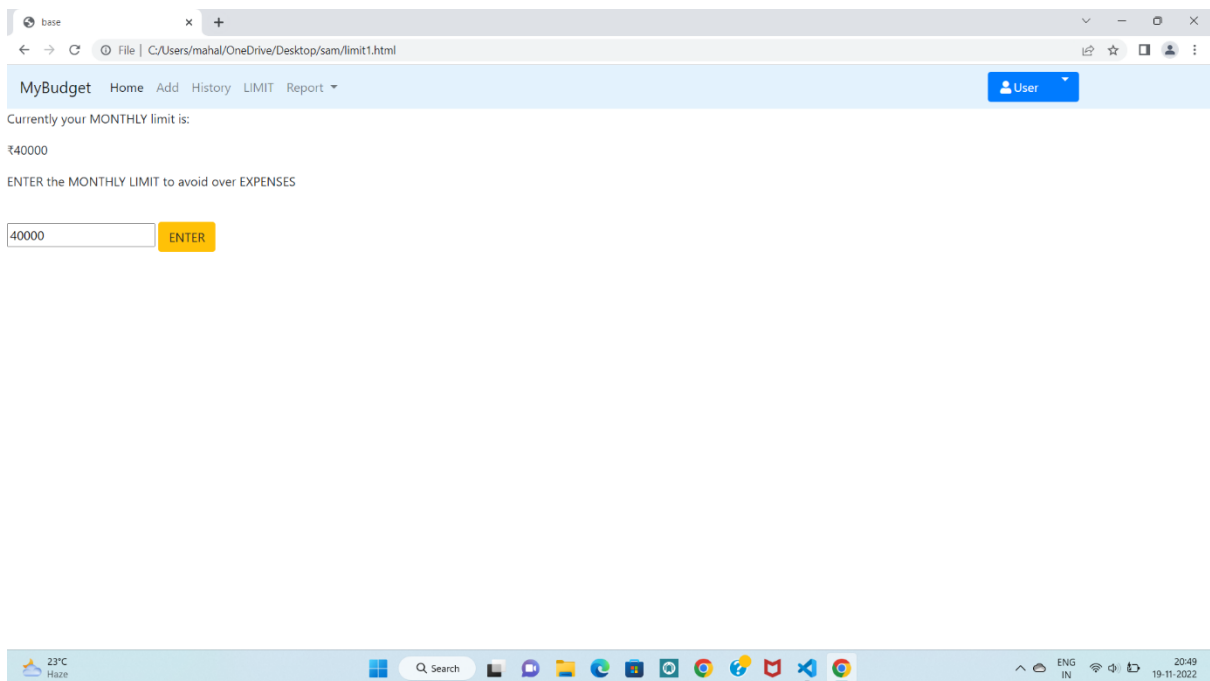 base
File | C:/Users/mahal/OneDrive/Desktop/sam/limit1.html
MyBudget Home Add History LIMIT Report User
Currently your MONTHLY limit is:
₹40000
ENTER the MONTHLY LIMIT to avoid over EXPENSES
40000 ENTER
23°C
Haze
Search
ENG
IN
20:49
19-11-2022